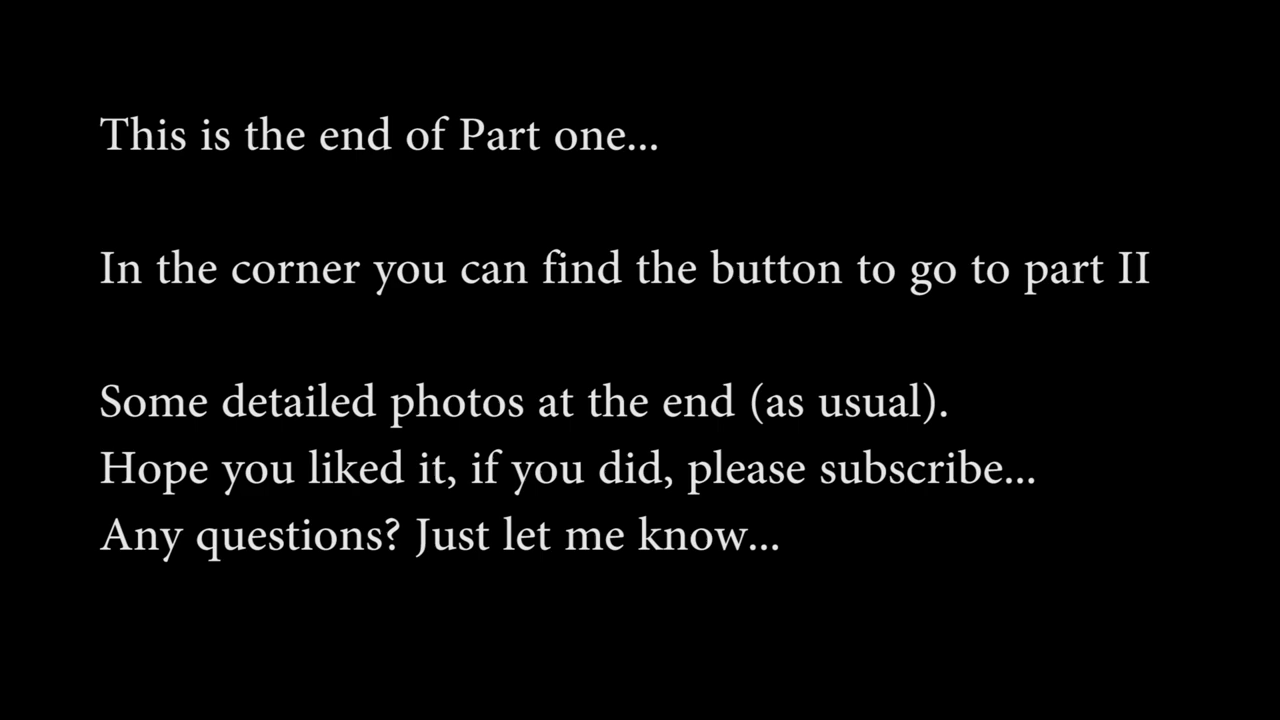 This is the end of Part one...
In the corner you can find the button to go to part II
Some detailed photos at the end (as usual).
Hope you liked it, if you did, please subscribe...
Any questions? Just let me know...